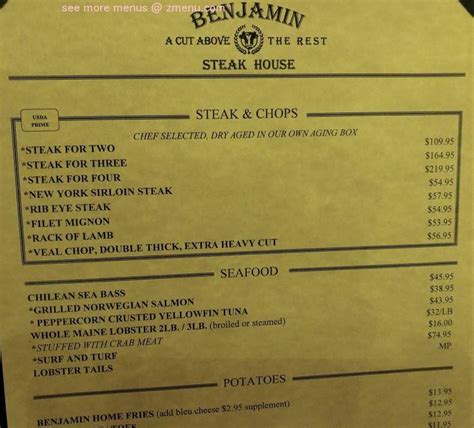 see more menus @ zmenu.com
BENJAMIN
A CUT ABOVE THE REST
STEAK HOUSE
USDA
PRIME
STEAK & CHOPS
CHEF SELECTED, DRY AGED IN OUR OWN AGING BOX
*STEAK FOR TWO $109.95
*STEAK FOR THREE $164.95
*STEAK FOR FOUR $219.95
*NEW YORK SIRLOIN STEAK $54.95
*RIB EYE STEAK $57.95
*FILET MIGNON $54.95
*RACK OF LAMB $53.95
*VEAL CHOP, DOUBLE THICK, EXTRA HEAVY CUT $56.95
SEAFOOD
CHILEAN SEA BASS $45.95
*GRILLED NORWEGIAN SALMON $38.95
* PEPPERCORN CRUSTED YELLOWFIN TUNA $43.95
WHOLE MAINE LOBSTER 2LB. / 3LB. (broiled or steamed) $32/LB
*STUFFED WITH CRAB MEAT $16.00
*SURF AND TURF $74.95
LOBSTER TAILS MP
POTATOES
BENJAMIN HOME FRIES (add bleu cheese $2.95 supplement) $13.95
$12.95
$12.95